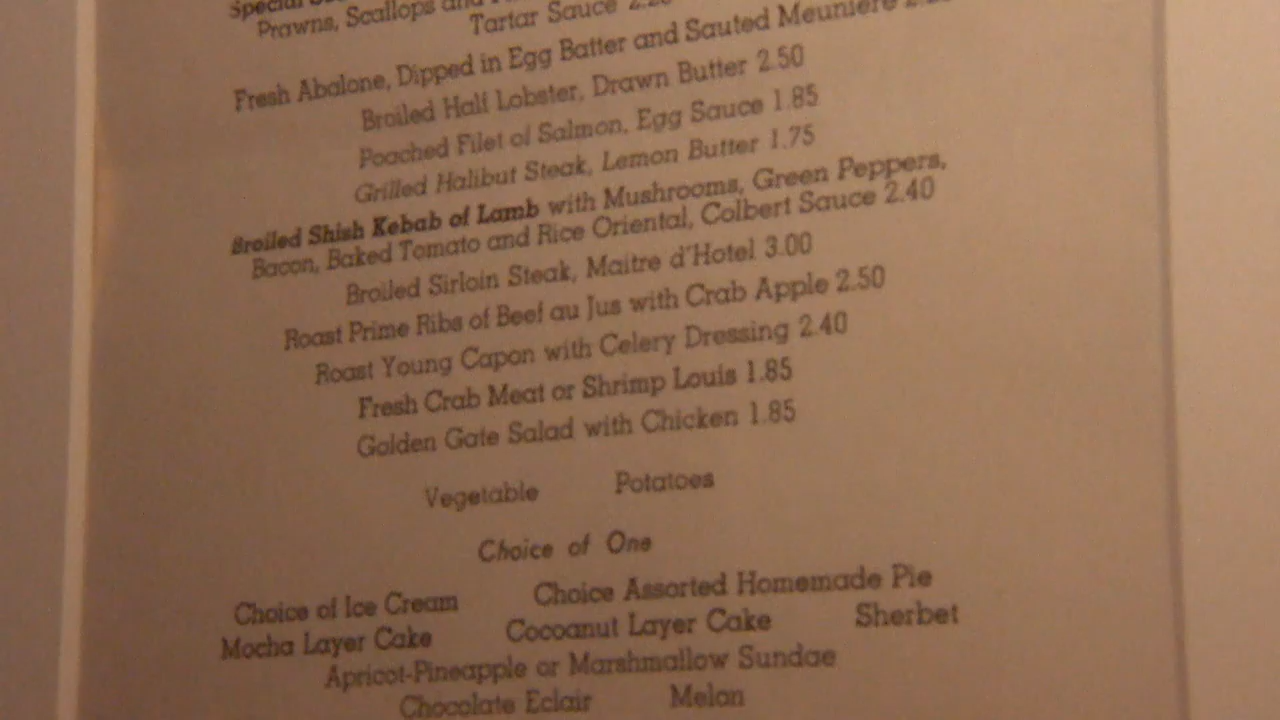 Special
Prawns, Scallops and
Tartar Sauce
Fresh Abalone, Dipped in Egg Batter and Sauted Meuniere
Broiled Half Lobster, Drawn Butter 2.50
Poached Filet of Salmon, Egg Sauce 1.85
Grilled Halibut Steak, Lemon Butter 1.75
Broiled Shish Kebab of Lamb with Mushrooms, Green Peppers,
Bacon, Baked Tomato and Rice Oriental, Colbert Sauce 2.40
Broiled Sirloin Steak, Maitre d'Hotel 3.00
Roast Prime Ribs of Beef au Jus with Crab Apple 2.50
Roast Young Capon with Celery Dressing 2.40
Fresh Crab Meat or Shrimp Louis 1.85
Golden Gate Salad with Chicken 1.85
Vegetable Potatoes
Choice of One
Choice of Ice Cream Choice Assorted Homemade Pie
Mocha Layer Cake Cocoanut Layer Cake Sherbet
Apricot-Pineapple or Marshmallow Sundae
Chocolate Eclair Melon